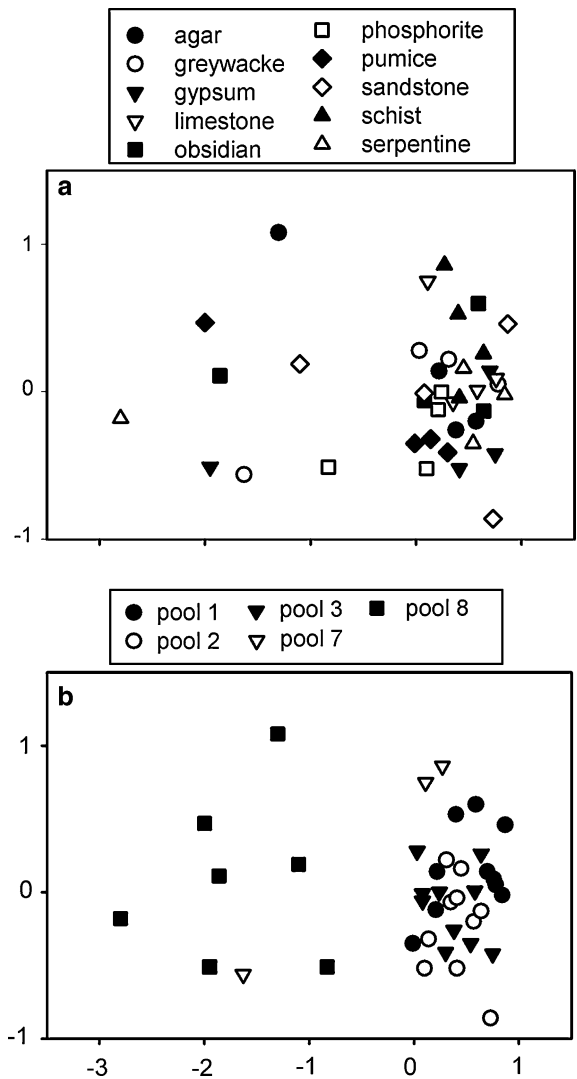 agar phosphorite
greywacke pumice
gypsum sandstone
limestone schist
obsidian serpentine
a
1
0
-1
pool 1 pool 3 pool 8
pool 2 pool 7
b
1
0
-1
-3 -2 -1 0 1